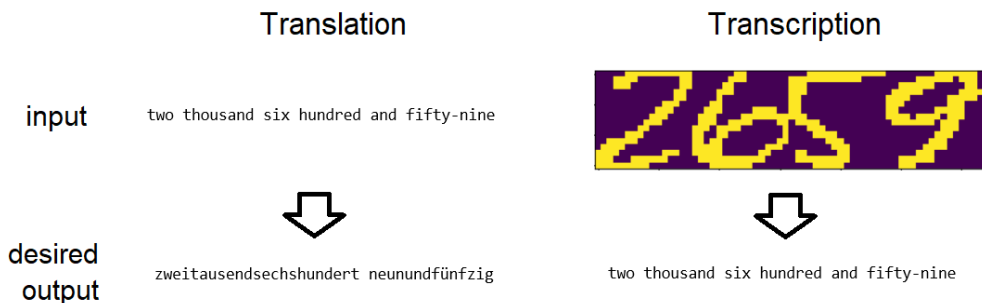 Translation Transcription
input two thousand six hundred and fifty-nine 2659
desired
output zweitausendsechshundert neunundfünfzig two thousand six hundred and fifty-nine